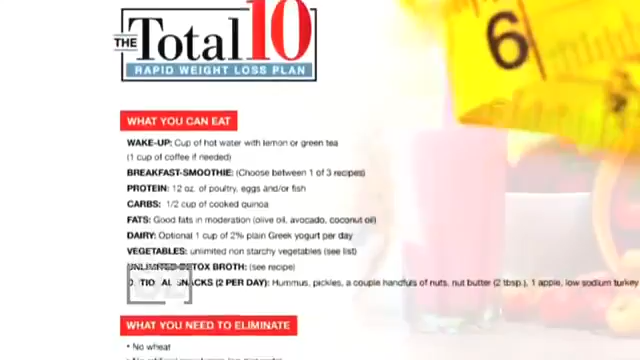 THE Total 10
RAPID WEIGHT LOSS PLAN
6
WHAT YOU CAN EAT
WAKE-UP: Cup of hot water with lemon or green tea
(1 cup of coffee if needed)
BREAKFAST-SMOOTHIE: (Choose between 1 of 3 recipes)
PROTEIN: 12 oz. of poultry, eggs and/or fish
CARBS: 1/2 cup of cooked quinoa
FATS: Good fats in moderation (olive oil, avocado, coconut oil)
DAIRY: Optional 1 cup of 2% plain Greek yogurt per day
VEGETABLES: unlimited non starchy vegetables (see list)
UNLIMITED DETOX BROTH: (see recipe)
SNACKS (2 PER DAY): Hummus, pickles, a couple handfuls of nuts, nut butter (2 tbsp.), 1 apple, low sodium turkey
WHAT YOU NEED TO ELIMINATE
• No wheat